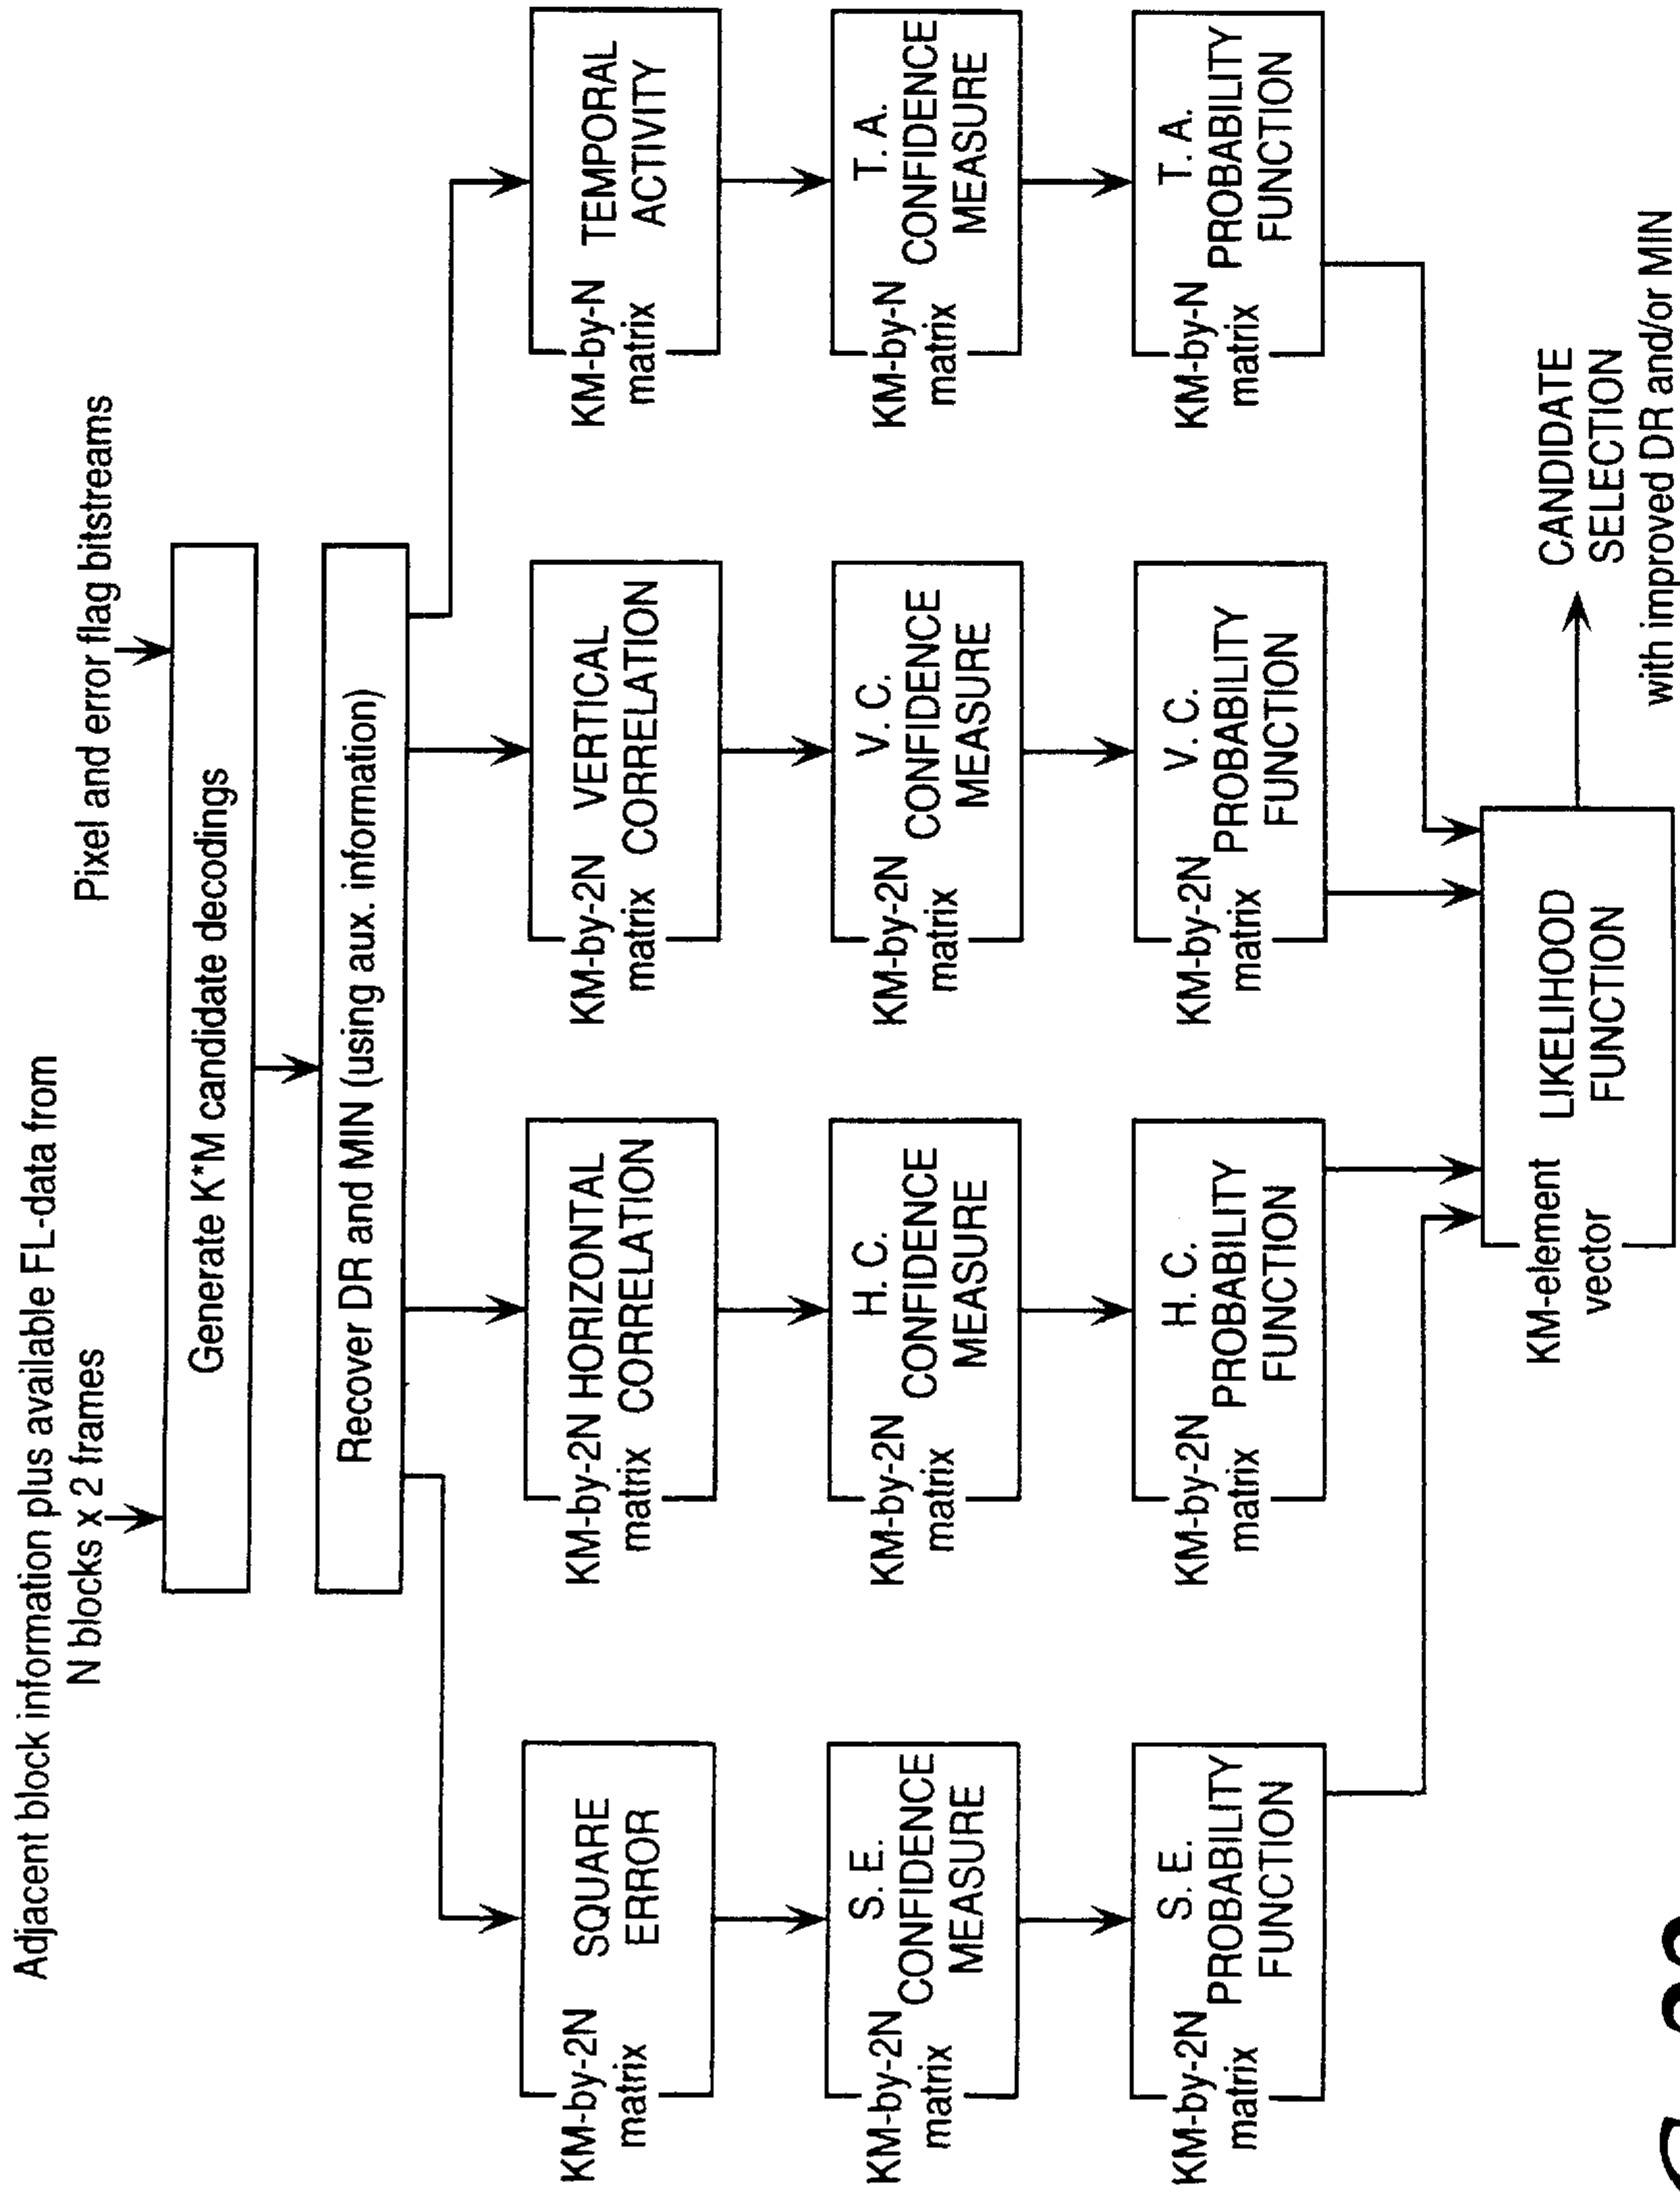 Adjacent block information plus available FL-data from
N blocks x 2 frames
Pixel and error flag bitstreams
Generate K*M candidate decodings
Recover DR and MIN (using aux. information)
KM-by-2N
matrix
SQUARE
ERROR
KM-by-2N
matrix
HORIZONTAL
CORRELATION
KM-by-2N
matrix
VERTICAL
CORRELATION
KM-by-N
matrix
TEMPORAL
ACTIVITY
KM-by-2N
matrix
S. E.
CONFIDENCE
MEASURE
KM-by-2N
matrix
H. C.
CONFIDENCE
MEASURE
KM-by-2N
matrix
V. C.
CONFIDENCE
MEASURE
KM-by-N
matrix
T. A.
CONFIDENCE
MEASURE
KM-by-2N
matrix
S. E.
PROBABILITY
FUNCTION
KM-by-2N
matrix
H. C.
PROBABILITY
FUNCTION
KM-by-2N
matrix
V. C.
PROBABILITY
FUNCTION
KM-by-N
matrix
T. A.
PROBABILITY
FUNCTION
KM-element
vector
LIKELIHOOD
FUNCTION
CANDIDATE
SELECTION
with improved DR and/or MIN